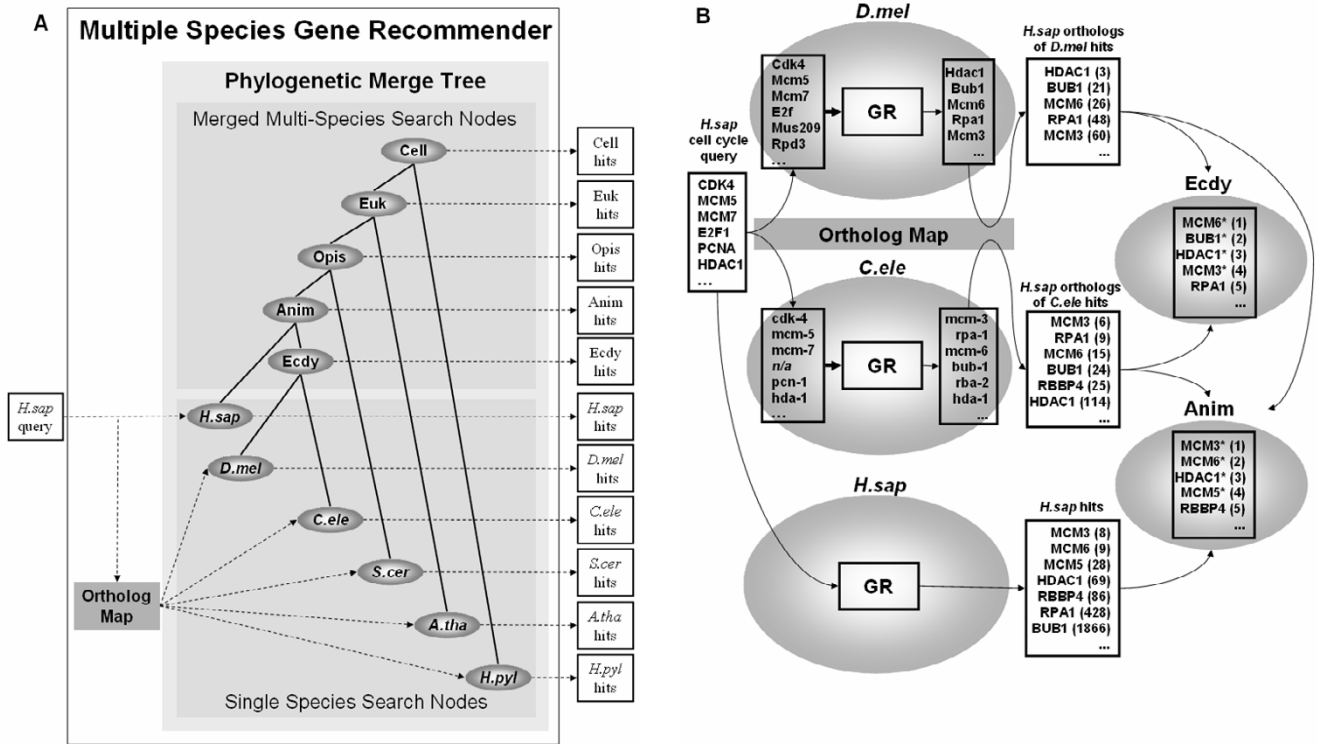 A
Multiple Species Gene Recommender
Phylogenetic Merge Tree
Merged Multi-Species Search Nodes
Cell
Cell
hits
Euk
Euk
hits
Opis
Opis
hits
Anim
Anim
hits
Ecdy
Ecdy
hits
H.sap
query
H.sap
H.sap
hits
D.mel
D.mel
hits
C.ele
C.ele
hits
S.cer
S.cer
hits
Ortholog
Map
A.tha
A.tha
hits
H.pyl
H.pyl
hits
Single Species Search Nodes
B
D.mel
Cdk4
Mcm5
Mcm7
E2f
Mus209
Rpd3
...
GR
Hdac1
Bub1
Mcm6
Rpa1
Mcm3
...
H.sap orthologs
of D.mel hits
HDAC1 (3)
BUB1 (21)
MCM6 (26)
RPA1 (48)
MCM3 (60)
...
H.sap
cell cycle
query
CDK4
MCM5
MCM7
E2F1
PCNA
HDAC1
...
Ortholog Map
Ecdy
MCM6* (1)
BUB1* (2)
HDAC1* (3)
MCM3* (4)
RPA1 (5)
...
C.ele
cdk-4
mcm-5
mcm-7
n/a
pcn-1
hda-1
...
GR
mcm-3
rpa-1
mcm-6
bub-1
rba-2
hda-1
...
H.sap orthologs
of C.ele hits
MCM3 (6)
RPA1 (9)
MCM6 (15)
BUB1 (24)
RBBP4 (25)
HDAC1 (114)
...
Anim
MCM3* (1)
MCM6* (2)
HDAC1* (3)
MCM5* (4)
RBBP4 (5)
...
H.sap
GR
H.sap hits
MCM3 (8)
MCM6 (9)
MCM5 (28)
HDAC1 (69)
RBBP4 (86)
RPA1 (428)
BUB1 (1866)
...